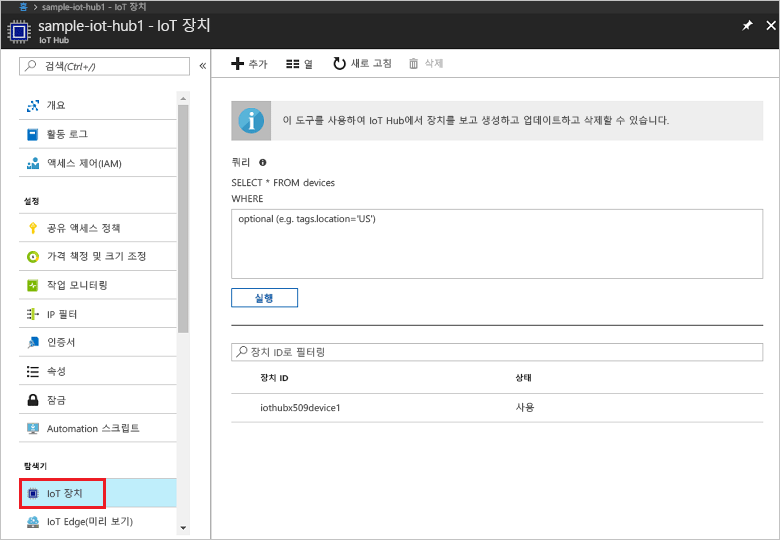 홈 > sample-iot-hub1 - IoT 장치
sample-iot-hub1 - IoT 장치
IoT Hub
검색(Ctrl+/)
개요
활동 로그
액세스 제어(IAM)
설정
공유 액세스 정책
가격 책정 및 크기 조정
작업 모니터링
IP 필터
인증서
속성
잠금
Automation 스크립트
탐색기
IoT 장치
IoT Edge(미리 보기)
추가 열 새로 고침 삭제
이 도구를 사용하여 IoT Hub에서 장치를 보고 생성하고 업데이트하고 삭제할 수 있습니다.
쿼리
SELECT * FROM devices
WHERE
optional (e.g. tags.location='US')
실행
장치 ID로 필터링
장치 ID 상태
iothubx509device1 사용